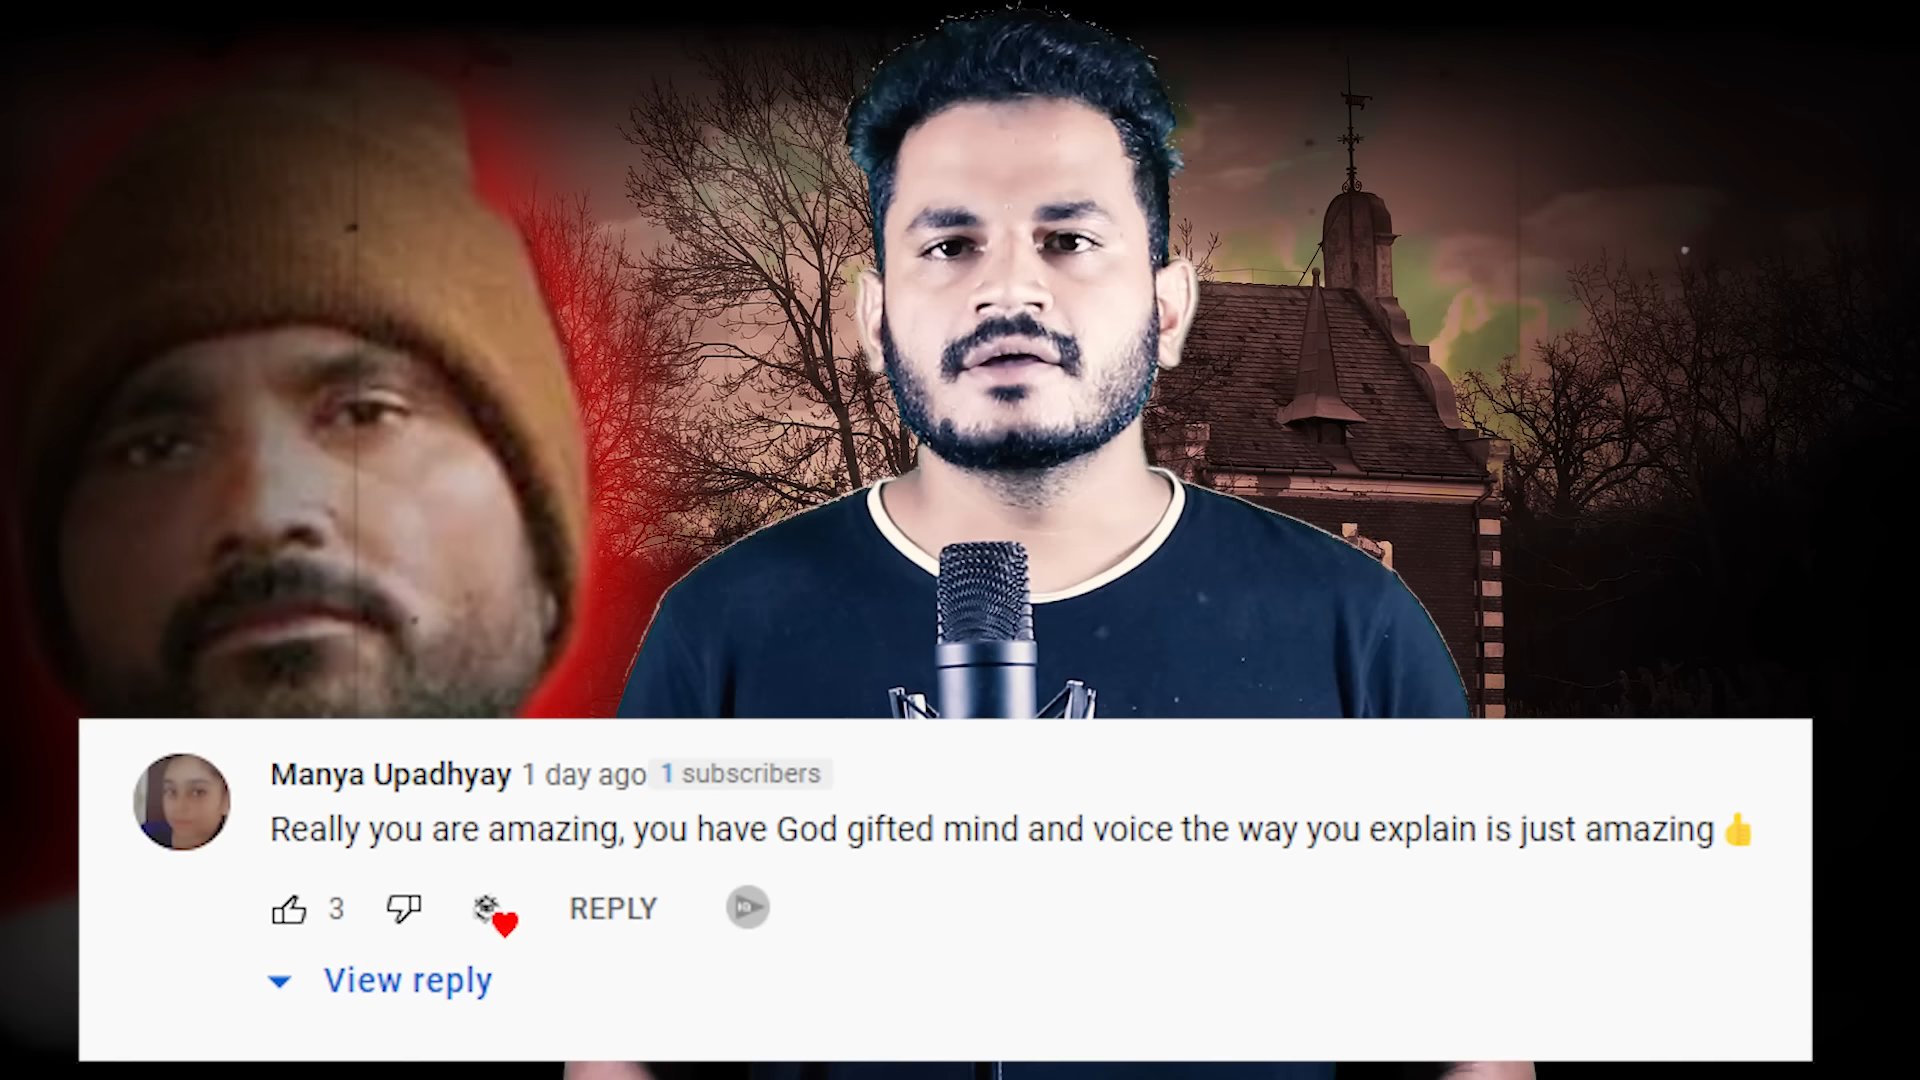 Manya Upadhyay 1 day ago 1 subscribers
Really you are amazing, you have God gifted mind and voice the way you explain is just amazing👍
3 REPLY
View reply